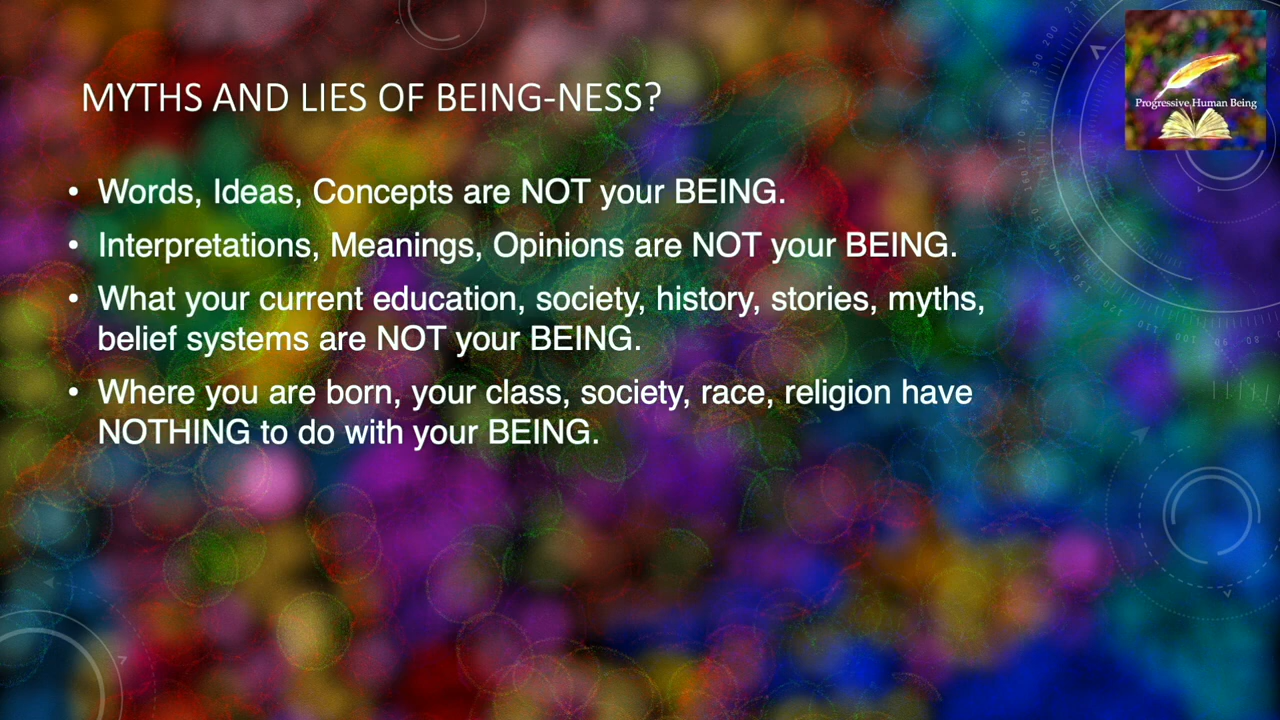 MYTHS AND LIES OF BEING-NESS?
Progressive Human Being
• Words, Ideas, Concepts are NOT your BEING.
• Interpretations, Meanings, Opinions are NOT your BEING.
• What your current education, society, history, stories, myths,
belief systems are NOT your BEING.
• Where you are born, your class, society, race, religion have
NOTHING to do with your BEING.